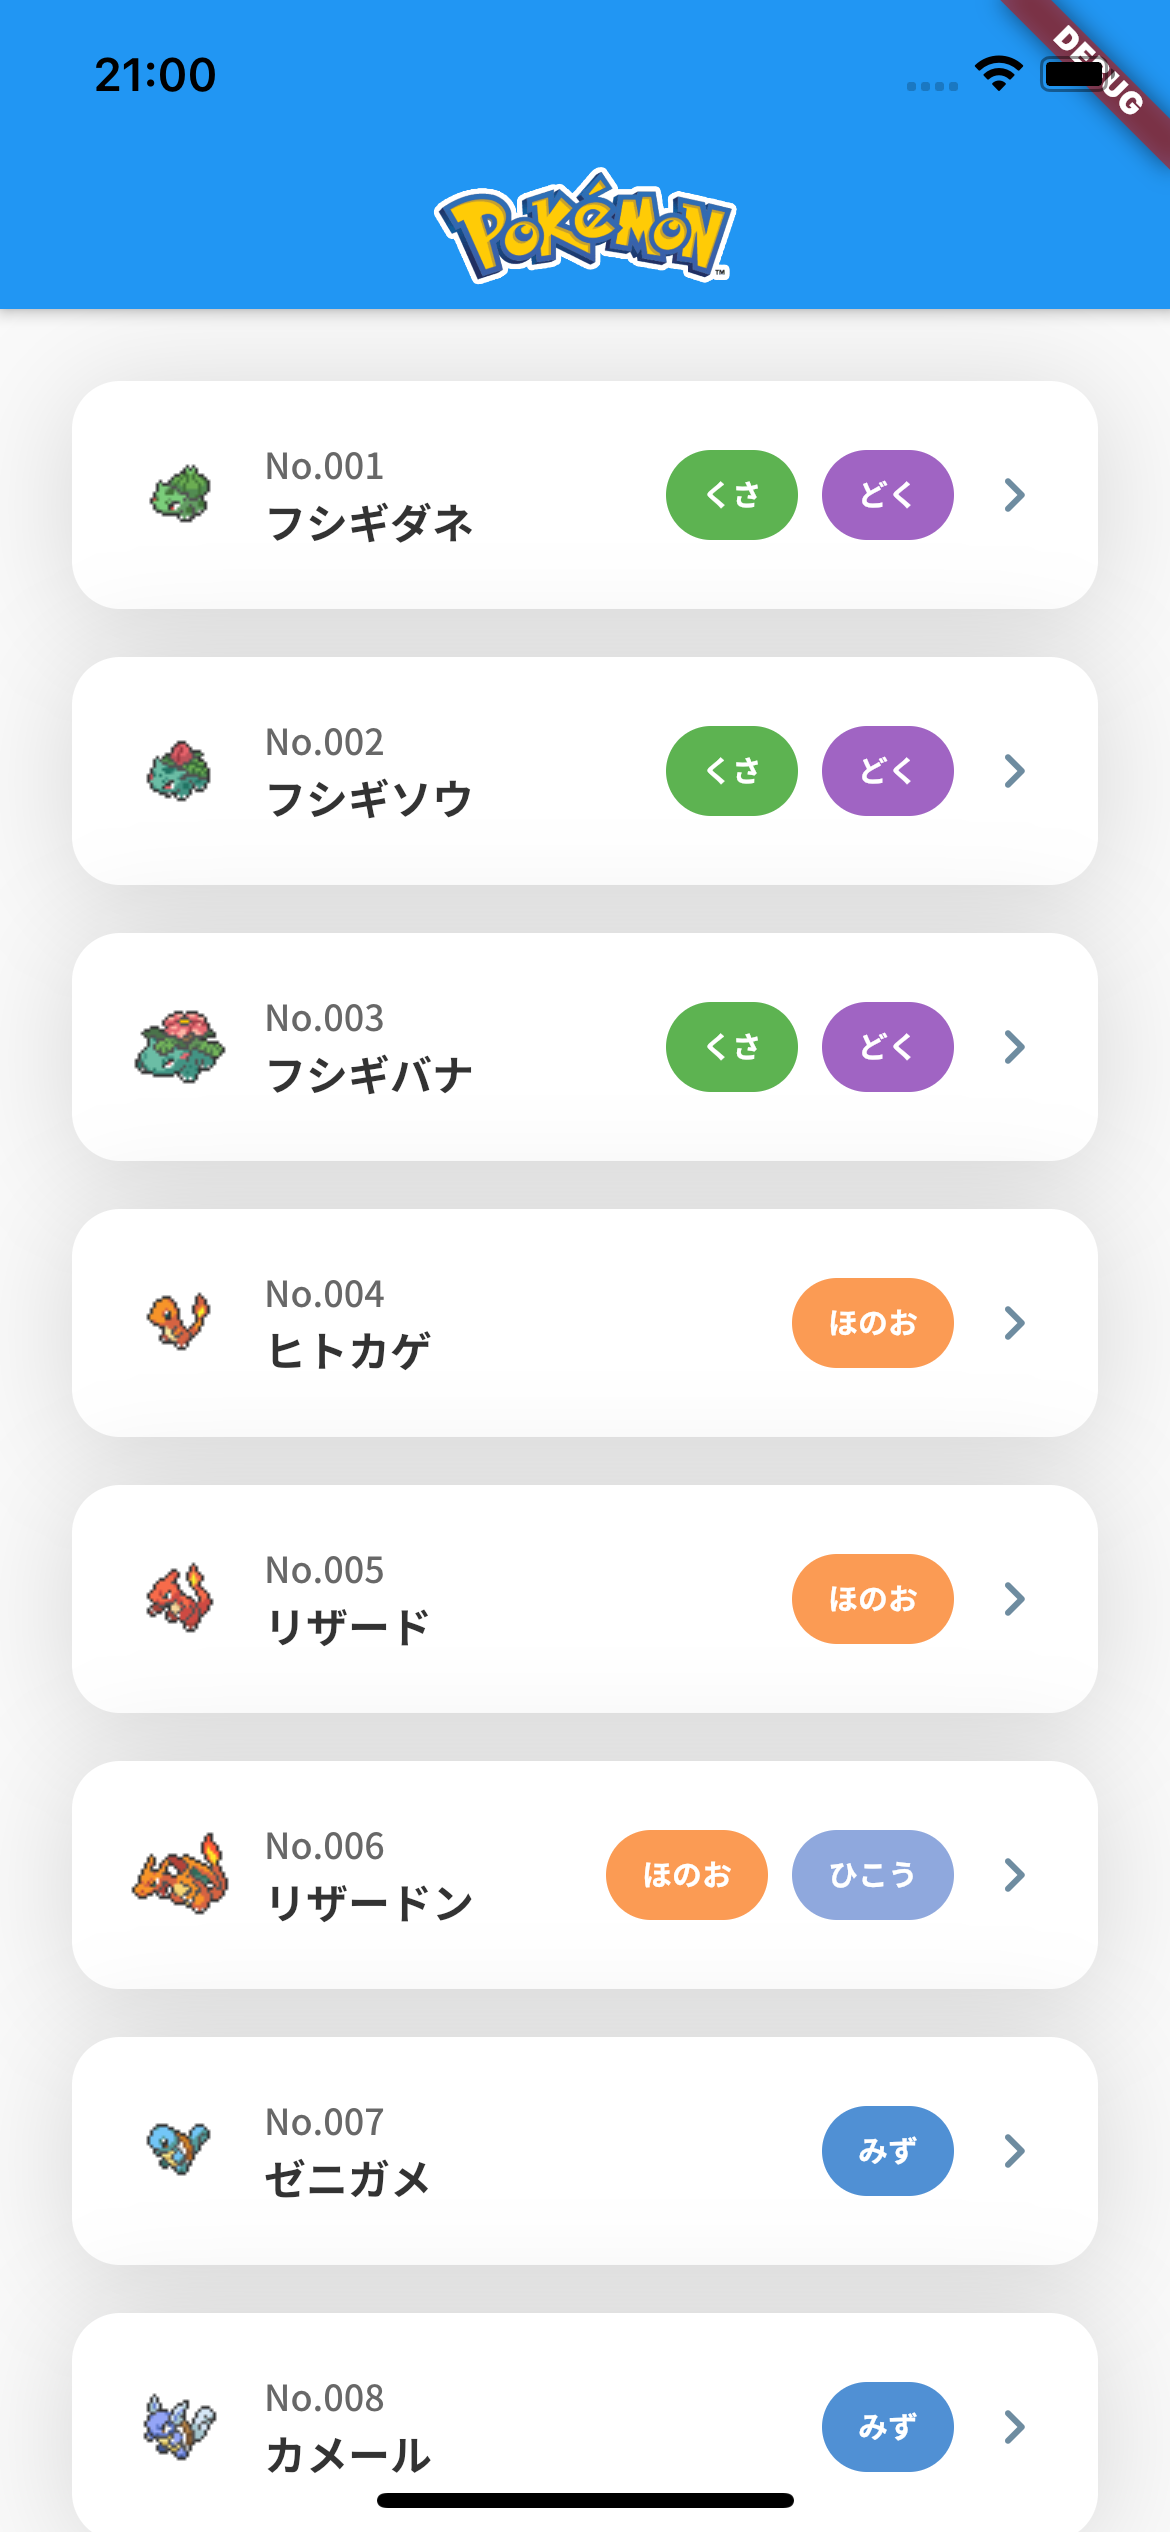 21:00
DEBUG
POKéMON
TM
No.001
フシギダネ
くさ
どく
No.002
フシギソウ
くさ
どく
No.003
フシギバナ
くさ
どく
No.004
ヒトカゲ
ほのお
No.005
リザード
ほのお
No.006
リザードン
ほのお
ひこう
No.007
ゼニガメ
みず
No.008
カメール
みず